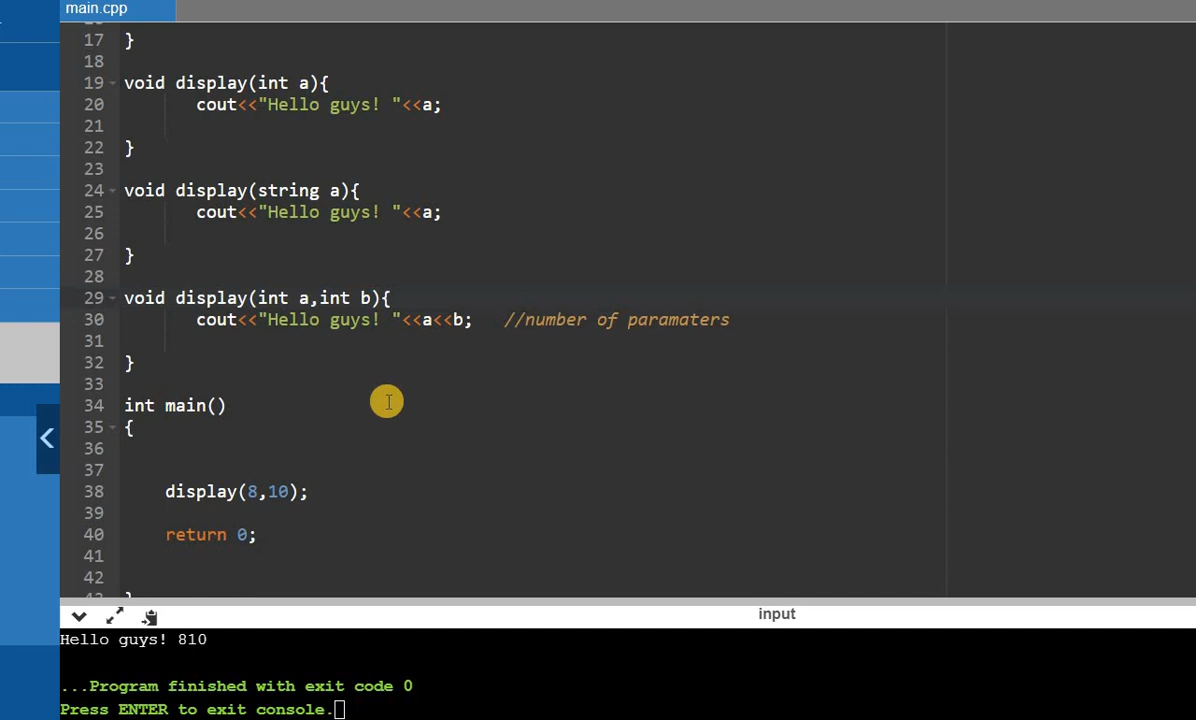 main.cpp
17 }
18
19 void display(int a){
20 cout<<"Hello guys! "<<a;
21
22 }
23
24 void display(string a){
25 cout<<"Hello guys! "<<a;
26
27 }
28
29 void display(int a,int b){
30 cout<<"Hello guys! "<<a<<b; //number of paramaters
31
32 }
33
34 int main()
35 {
36
37
38 display(8,10);
39
40 return 0;
41
42
input
Hello guys! 810
...Program finished with exit code 0
Press ENTER to exit console.